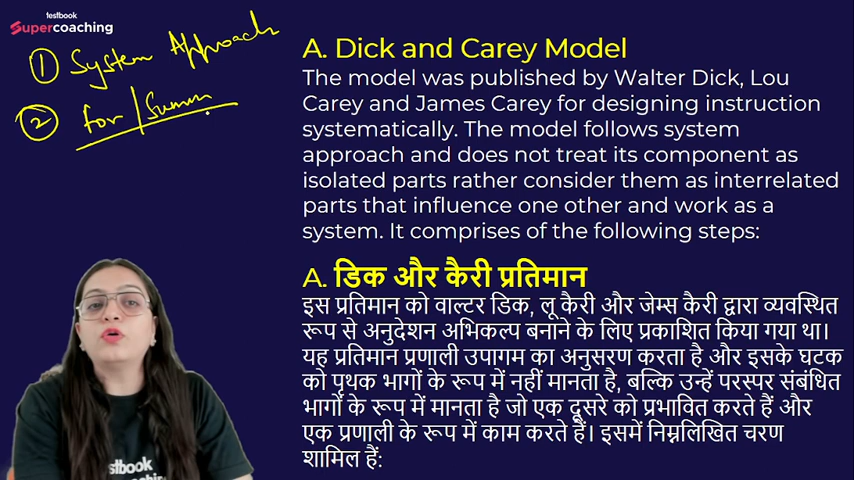 testbook
Supercoaching
① System Approach
② for/Summ
A. Dick and Carey Model
The model was published by Walter Dick, Lou
Carey and James Carey for designing instruction
systematically. The model follows system
approach and does not treat its component as
isolated parts rather consider them as interrelated
parts that influence one other and work as a
system. It comprises of the following steps:
A. डिक और कैरी प्रतिमान
इस प्रतिमान को वाल्टर डिक, लू कैरी और जेम्स कैरी द्वारा व्यवस्थित
रूप से अनुदेशन अभिकल्प बनाने के लिए प्रकाशित किया गया था।
यह प्रतिमान प्रणाली उपागम का अनुसरण करता है और इसके घटक
को पृथक भागों के रूप में नहीं मानता है, बल्कि उन्हें परस्पर संबंधित
भागों के रूप में मानता है जो एक दूसरे को प्रभावित करते हैं और
एक प्रणाली के रूप में काम करते हैं। इसमें निम्नलिखित चरण
शामिल हैं:
stbook